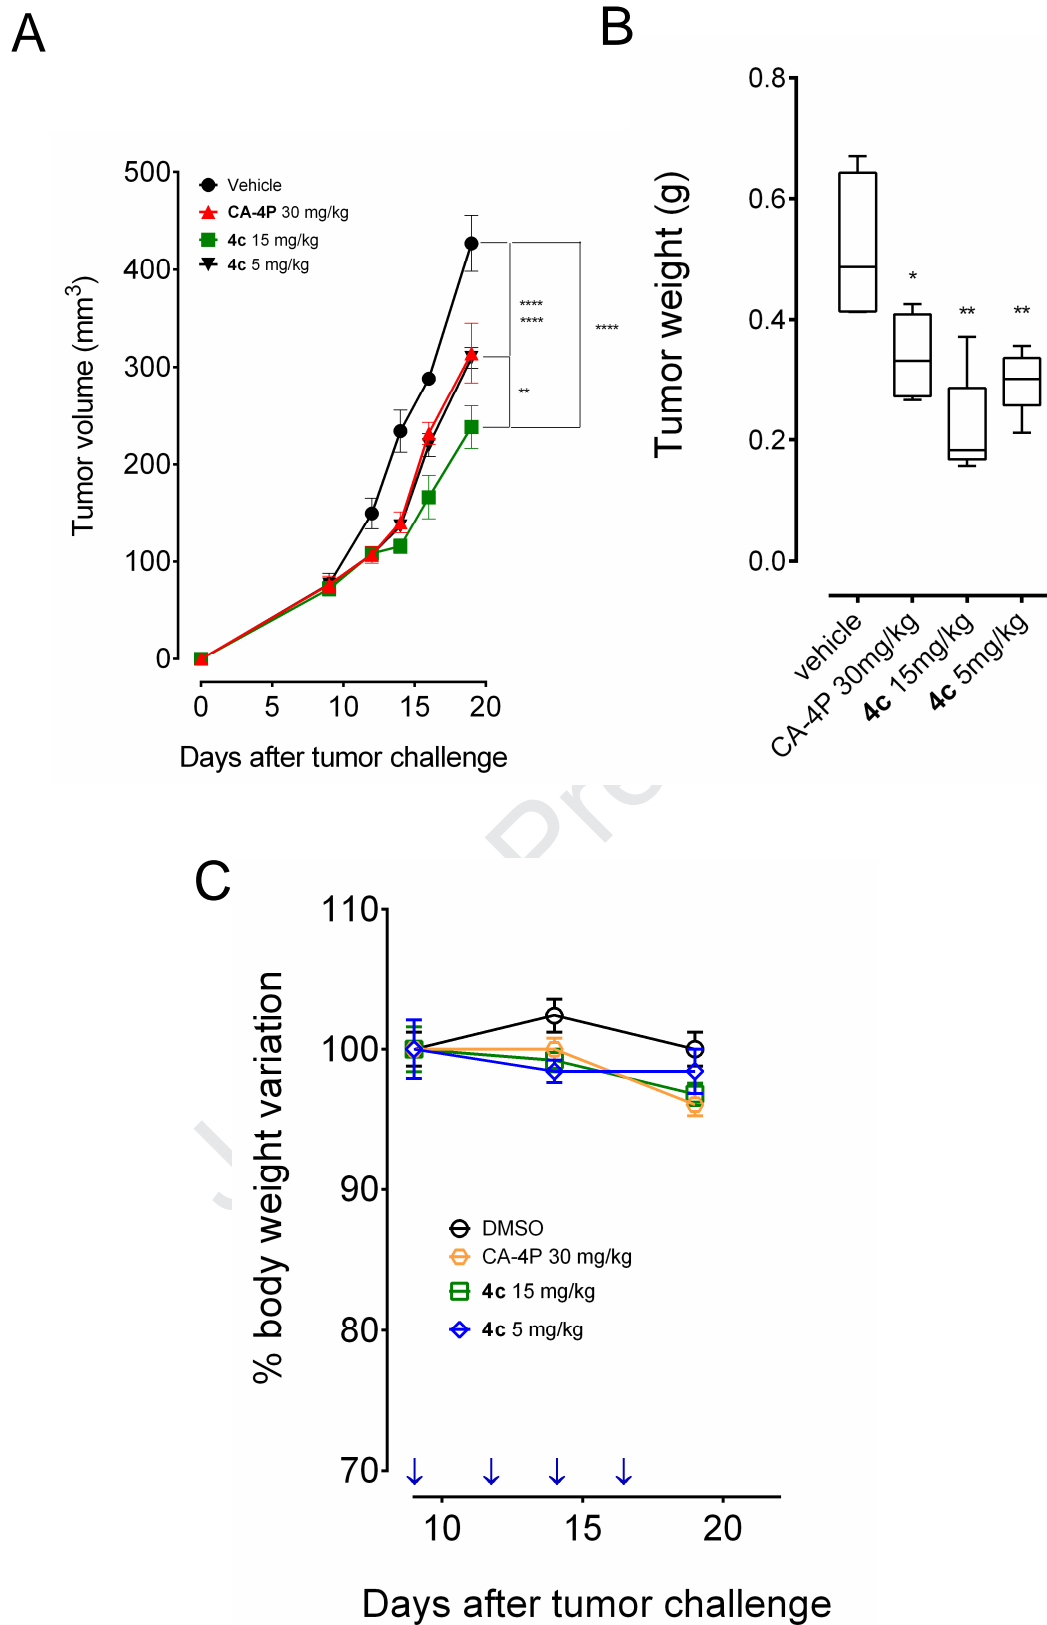 A
500
400
300
200
100
0
Tumor volume (mm3)
Vehicle
CA-4P 30 mg/kg
4c 15 mg/kg
4c 5 mg/kg
****
****
****
**
0 5 10 15 20
Days after tumor challenge
B
0.8
0.6
0.4
0.2
0.0
Tumor weight (g)
*
**
**
vehicle
CA-4P 30mg/kg
4c 15mg/kg
4c 5mg/kg
Pro
C
110
100
90
80
70
% body weight variation
DMSO
CA-4P 30 mg/kg
4c 15 mg/kg
4c 5 mg/kg
10 15 20
Days after tumor challenge